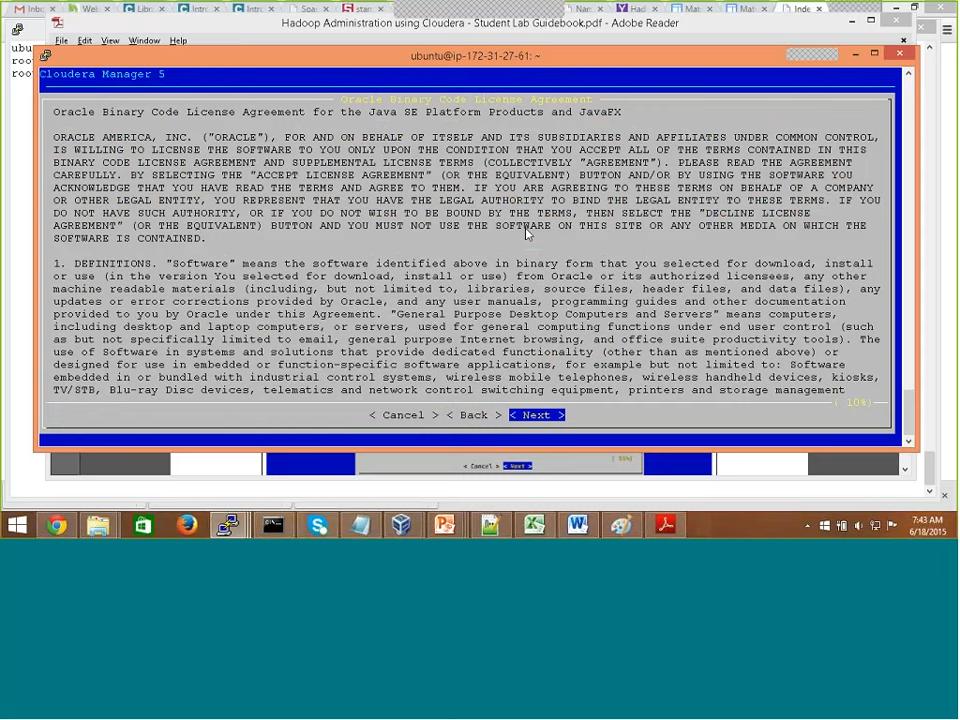 Inbo
Wel
Libra
Intro
Intro
Soa
star
Nam
Had
Mat
Mat
Inde
Hadoop Administration using Cloudera - Student Lab Guidebook.pdf - Adobe Reader
File Edit View Window Help
ubuntu@ip-172-31-27-61: ~
ubu
roo
roo
Cloudera Manager 5
Oracle Binary Code License Agreement
Oracle Binary Code License Agreement for the Java SE Platform Products and JavaFX
ORACLE AMERICA, INC. ("ORACLE"), FOR AND ON BEHALF OF ITSELF AND ITS SUBSIDIARIES AND AFFILIATES UNDER COMMON CONTROL,
IS WILLING TO LICENSE THE SOFTWARE TO YOU ONLY UPON THE CONDITION THAT YOU ACCEPT ALL OF THE TERMS CONTAINED IN THIS
BINARY CODE LICENSE AGREEMENT AND SUPPLEMENTAL LICENSE TERMS (COLLECTIVELY "AGREEMENT"). PLEASE READ THE AGREEMENT
CAREFULLY. BY SELECTING THE "ACCEPT LICENSE AGREEMENT" (OR THE EQUIVALENT) BUTTON AND/OR BY USING THE SOFTWARE YOU
ACKNOWLEDGE THAT YOU HAVE READ THE TERMS AND AGREE TO THEM. IF YOU ARE AGREEING TO THESE TERMS ON BEHALF OF A COMPANY
OR OTHER LEGAL ENTITY, YOU REPRESENT THAT YOU HAVE THE LEGAL AUTHORITY TO BIND THE LEGAL ENTITY TO THESE TERMS. IF YOU
DO NOT HAVE SUCH AUTHORITY, OR IF YOU DO NOT WISH TO BE BOUND BY THE TERMS, THEN SELECT THE "DECLINE LICENSE
AGREEMENT" (OR THE EQUIVALENT) BUTTON AND YOU MUST NOT USE THE SOFTWARE ON THIS SITE OR ANY OTHER MEDIA ON WHICH THE
SOFTWARE IS CONTAINED.
1. DEFINITIONS. "Software" means the software identified above in binary form that you selected for download, install
or use (in the version You selected for download, install or use) from Oracle or its authorized licensees, any other
machine readable materials (including, but not limited to, libraries, source files, header files, and data files), any
updates or error corrections provided by Oracle, and any user manuals, programming guides and other documentation
provided to you by Oracle under this Agreement. "General Purpose Desktop Computers and Servers" means computers,
including desktop and laptop computers, or servers, used for general computing functions under end user control (such
as but not specifically limited to email, general purpose Internet browsing, and office suite productivity tools). The
use of Software in systems and solutions that provide dedicated functionality (other than as mentioned above) or
designed for use in embedded or function-specific software applications, for example but not limited to: Software
embedded in or bundled with industrial control systems, wireless mobile telephones, wireless handheld devices, kiosks,
TV/STB, Blu-ray Disc devices, telematics and network control switching equipment, printers and storage management
( 10%)
< Cancel > < Back > < Next >
< Cancel > < Next >
7:43 AM
6/18/2015